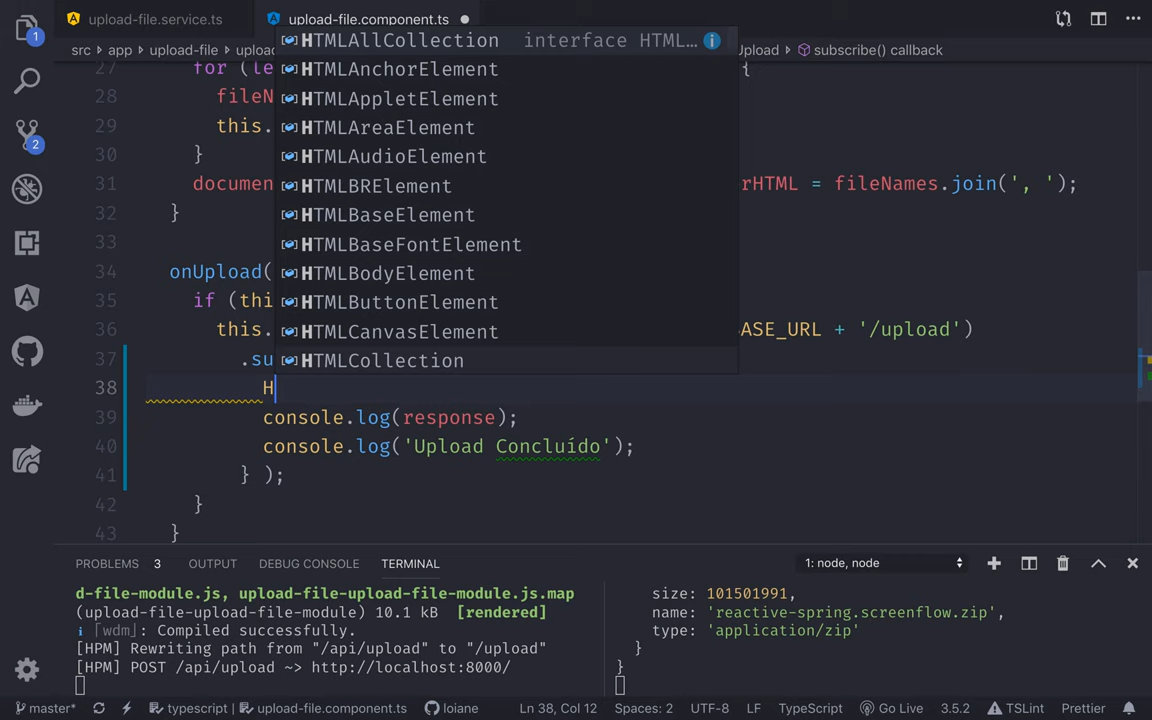 upload-file.service.ts upload-file.component.ts
src app upload-file Upload subscribe() callback
HTMLAllCollection interface HTML…
HTMLAnchorElement
HTMLAppletElement
HTMLAreaElement
HTMLAudioElement
HTMLBRElement
HTMLBaseElement
HTMLBaseFontElement
HTMLBodyElement
HTMLButtonElement
HTMLCanvasElement
HTMLCollection
27 for {
28 fileN
29 this.
30 }
31 documen rHTML = fileNames.join(', ');
32 }
33
34 onUpload(
35 if (thi
36 this. ASE_URL + '/upload')
37 .su
38 H
39 console.log(response);
40 console.log('Upload Concluído');
41 } );
42 }
43 }
1
2
PROBLEMS 3 OUTPUT DEBUG CONSOLE TERMINAL 1: node, node
d-file-module.js, upload-file-upload-file-module.js.map
(upload-file-upload-file-module) 10.1 kB [rendered]
i ｢wdm｣: Compiled successfully.
[HPM] Rewriting path from "/api/upload" to "/upload"
[HPM] POST /api/upload ~> http://localhost:8000/
size: 101501991,
name: 'reactive-spring.screenflow.zip',
type: 'application/zip'
}
}
master* typescript | upload-file.component.ts loiane Ln 38, Col 12 Spaces: 2 UTF-8 LF TypeScript Go Live 3.5.2 TSLint Prettier